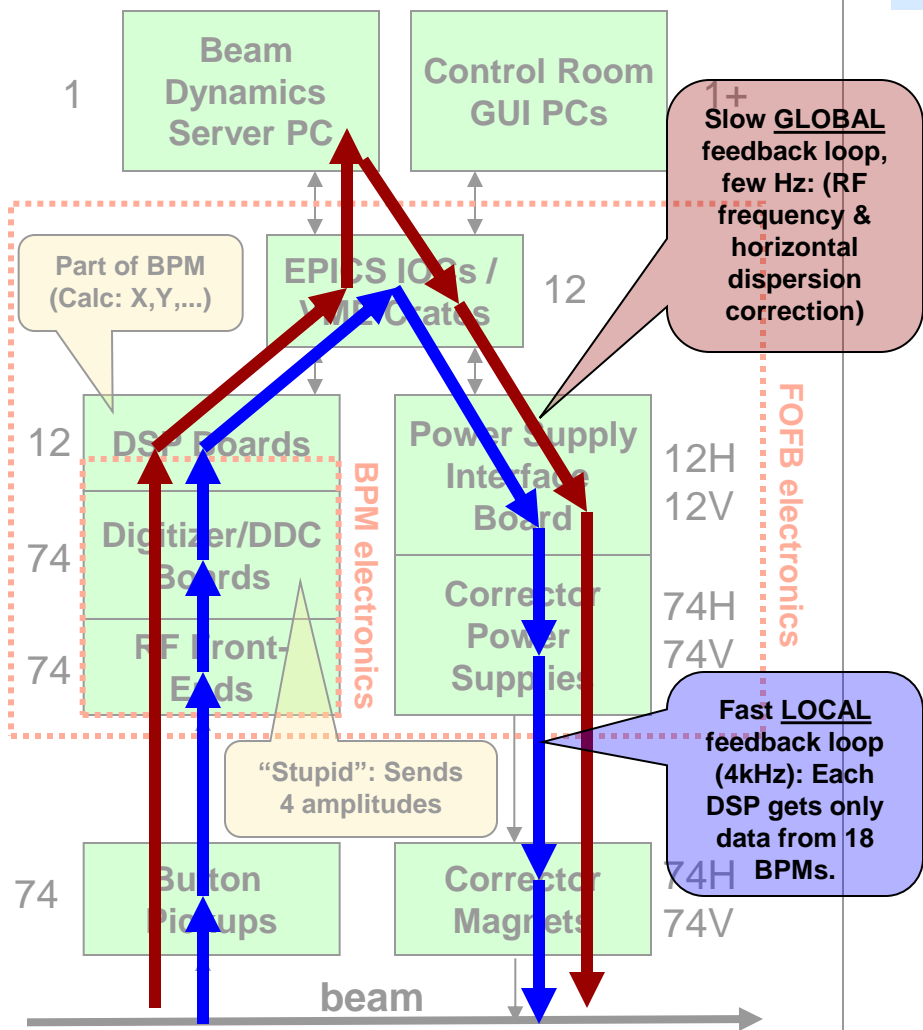 1
Beam
Dynamics
Server PC
Control Room
GUI PCs
1+
Slow GLOBAL
feedback loop,
few Hz: (RF
frequency &
horizontal
dispersion
correction)
Part of BPM
(Calc: X,Y,...)
EPICS IOCs /
VME Crates
12
12
DSP Boards
Power Supply
Interface
Board
12H
12V
BPM electronics
FOFB electronics
74
Digitizer/DDC
Boards
74
RF Front-
Ends
Corrector
Power
Supplies
74H
74V
Fast LOCAL
feedback loop
(4kHz): Each
DSP gets only
data from 18
BPMs.
“Stupid”: Sends
4 amplitudes
74
Button
Pickups
Corrector
Magnets
74H
74V
beam